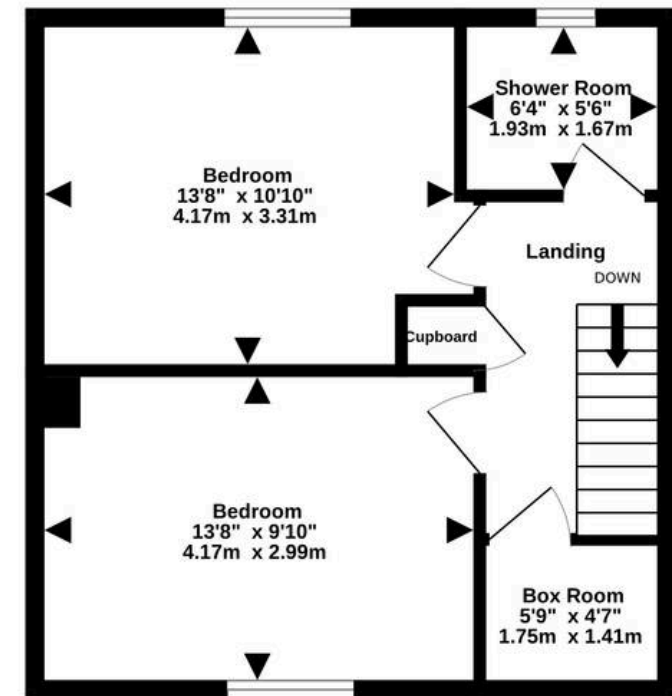 Shower Room
6'4" x 5'6"
1.93m x 1.67m
Bedroom
13'8" x 10'10"
4.17m x 3.31m
Landing
DOWN
Cupboard
Bedroom
13'8" x 9'10"
4.17m x 2.99m
Box Room
5'9" x 4'7"
1.75m x 1.41m